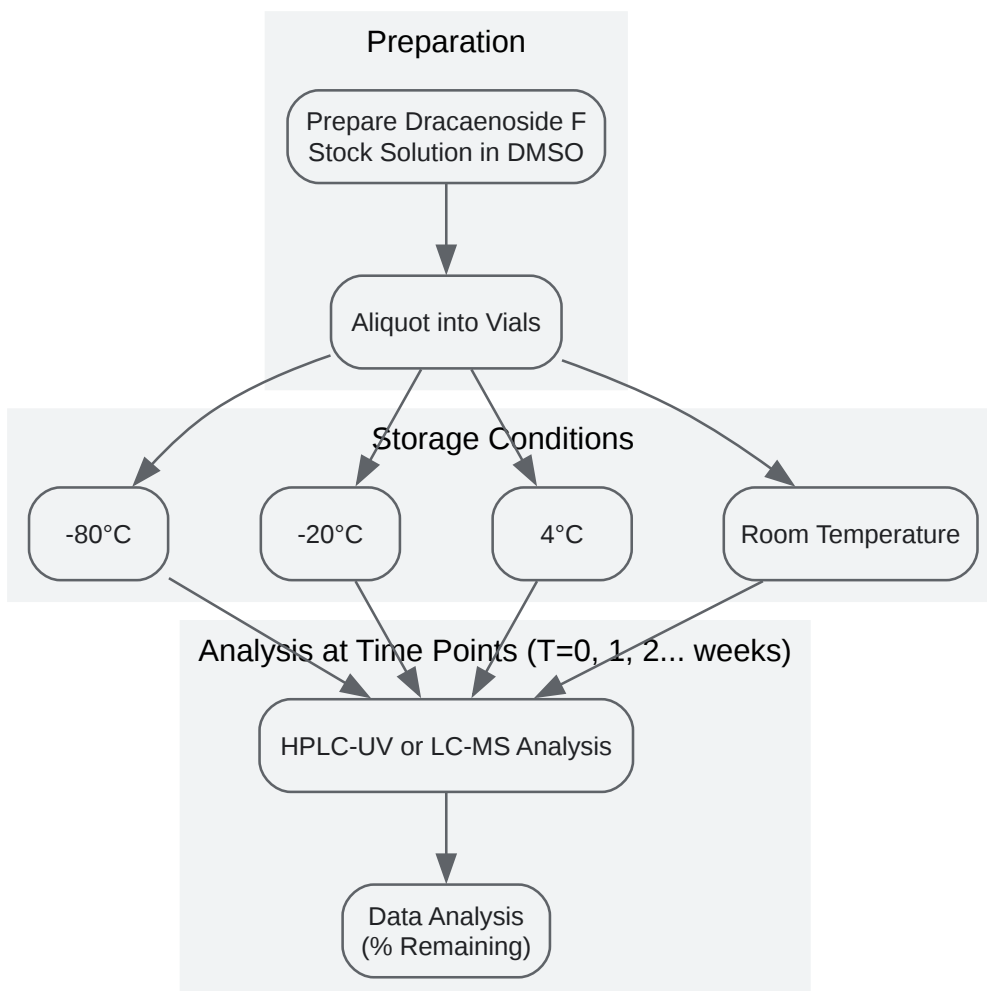 Preparation
Prepare Dracaenoside F
Stock Solution in DMSO
Aliquot into Vials
Storage Conditions
-80°C
-20°C
4°C
Room Temperature
Analysis at Time Points (T=0, 1, 2... weeks)
HPLC-UV or LC-MS Analysis
Data Analysis
(% Remaining)